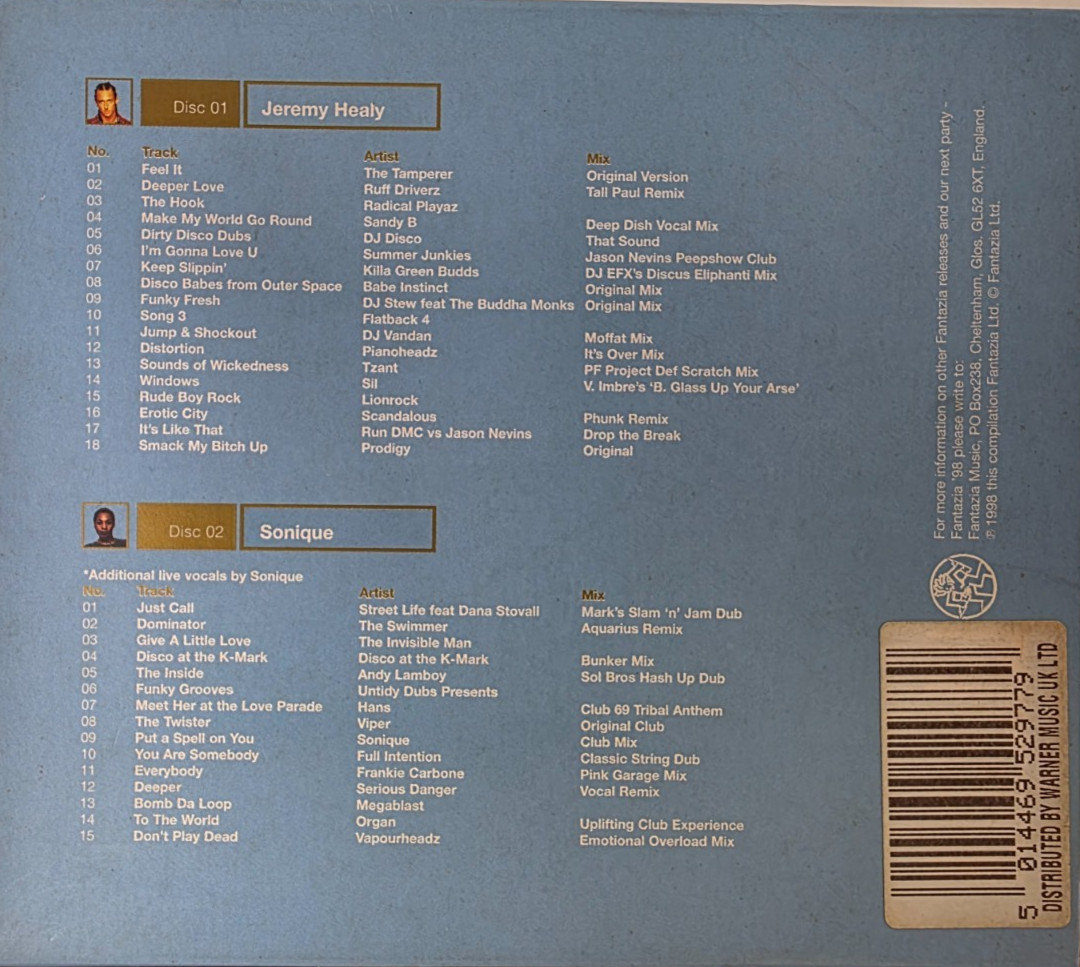 Disc 01 Jeremy Healy
No. Track Artist Mix
01 Feel It The Tamperer Original Version
02 Deeper Love Ruff Driverz Tall Paul Remix
03 The Hook Radical Playaz
04 Make My World Go Round Sandy B Deep Dish Vocal Mix
05 Dirty Disco Dubs DJ Disco That Sound
06 I'm Gonna Love U Summer Junkies Jason Nevins Peepshow Club
07 Keep Slippin' Killa Green Budds DJ EFX's Discus Eliphanti Mix
08 Disco Babes from Outer Space Babe Instinct Original Mix
09 Funky Fresh DJ Stew feat The Buddha Monks Original Mix
10 Song 3 Flatback 4
11 Jump & Shockout DJ Vandan Moffat Mix
12 Distortion Pianoheadz It's Over Mix
13 Sounds of Wickedness Tzant PF Project Def Scratch Mix
14 Windows Sil V. Imbre's 'B. Glass Up Your Arse'
15 Rude Boy Rock Lionrock
16 Erotic City Scandalous Phunk Remix
17 It's Like That Run DMC vs Jason Nevins Drop the Break
18 Smack My Bitch Up Prodigy Original
Disc 02 Sonique
*Additional live vocals by Sonique
No. Track Artist Mix
01 Just Call Street Life feat Dana Stovall Mark's Slam 'n' Jam Dub
02 Dominator The Swimmer Aquarius Remix
03 Give A Little Love The Invisible Man
04 Disco at the K-Mark Disco at the K-Mark Bunker Mix
05 The Inside Andy Lamboy Sol Bros Hash Up Dub
06 Funky Grooves Untidy Dubs Presents
07 Meet Her at the Love Parade Hans Club 69 Tribal Anthem
08 The Twister Viper Original Club
09 Put a Spell on You Sonique Club Mix
10 You Are Somebody Full Intention Classic String Dub
11 Everybody Frankie Carbone Pink Garage Mix
12 Deeper Serious Danger Vocal Remix
13 Bomb Da Loop Megablast
14 To The World Organ Uplifting Club Experience
15 Don't Play Dead Vapourheadz Emotional Overload Mix
For more information on other Fantazia releases and our next party -
Fantazia '98 please write to:
Fantazia Music, PO Box238, Cheltenham, Glos. GL52 6XT, England.
℗ 1998 this compilation Fantazia Ltd. © Fantazia Ltd.
5 014469 529779
DISTRIBUTED BY WARNER MUSIC UK LTD